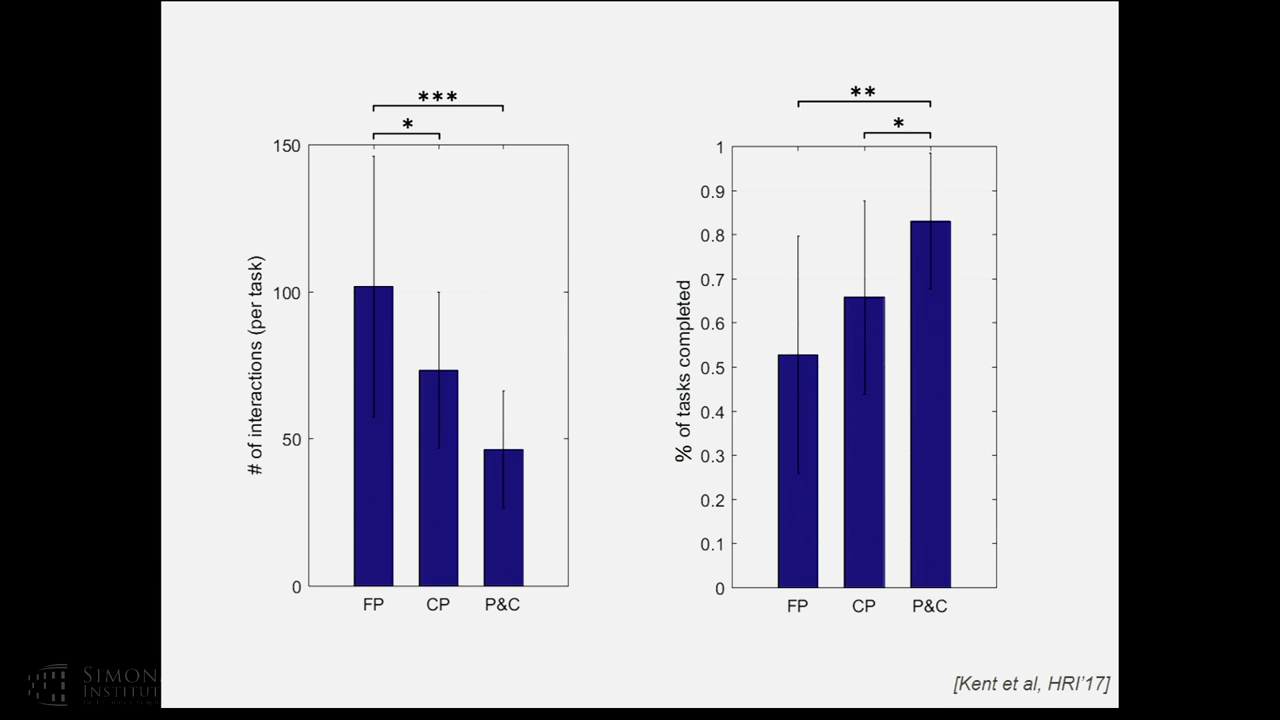 ***
*
150
100
50
0
# of interactions (per task)
FP CP P&C
**
*
1
0.9
0.8
0.7
0.6
0.5
0.4
0.3
0.2
0.1
0
% of tasks completed
FP CP P&C
[Kent et al, HRI'17]
SIMONS
INSTITUT